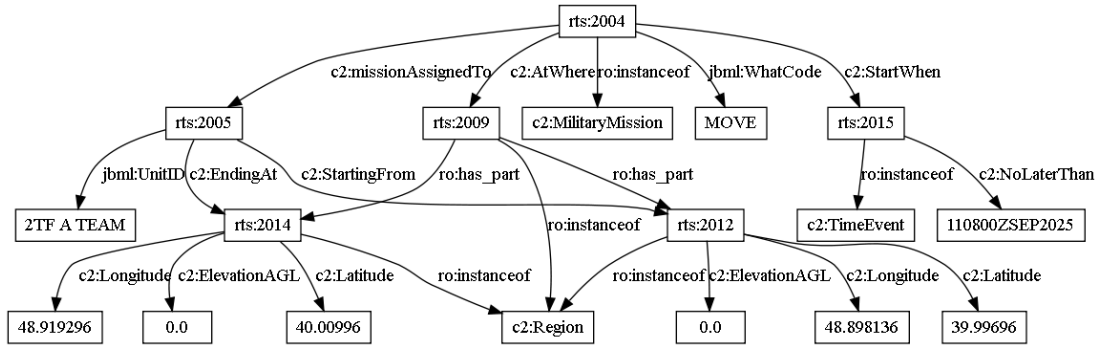 rts:2004
c2:missionAssignedTo c2:AtWhere ro:instanceof jbml:WhatCode c2:StartWhen
rts:2005 rts:2009 c2:MilitaryMission MOVE rts:2015
jbml:UnitID c2:EndingAt c2:StartingFrom ro:has_part ro:has_part ro:instanceof c2:NoLaterThan
2TF A TEAM rts:2014 ro:instanceof rts:2012 c2:TimeEvent 110800ZSEP2025
c2:Longitude c2:ElevationAGL c2:Latitude ro:instanceof ro:instanceof c2:ElevationAGL c2:Longitude c2:Latitude
48.919296 0.0 40.00996 c2:Region 0.0 48.898136 39.99696